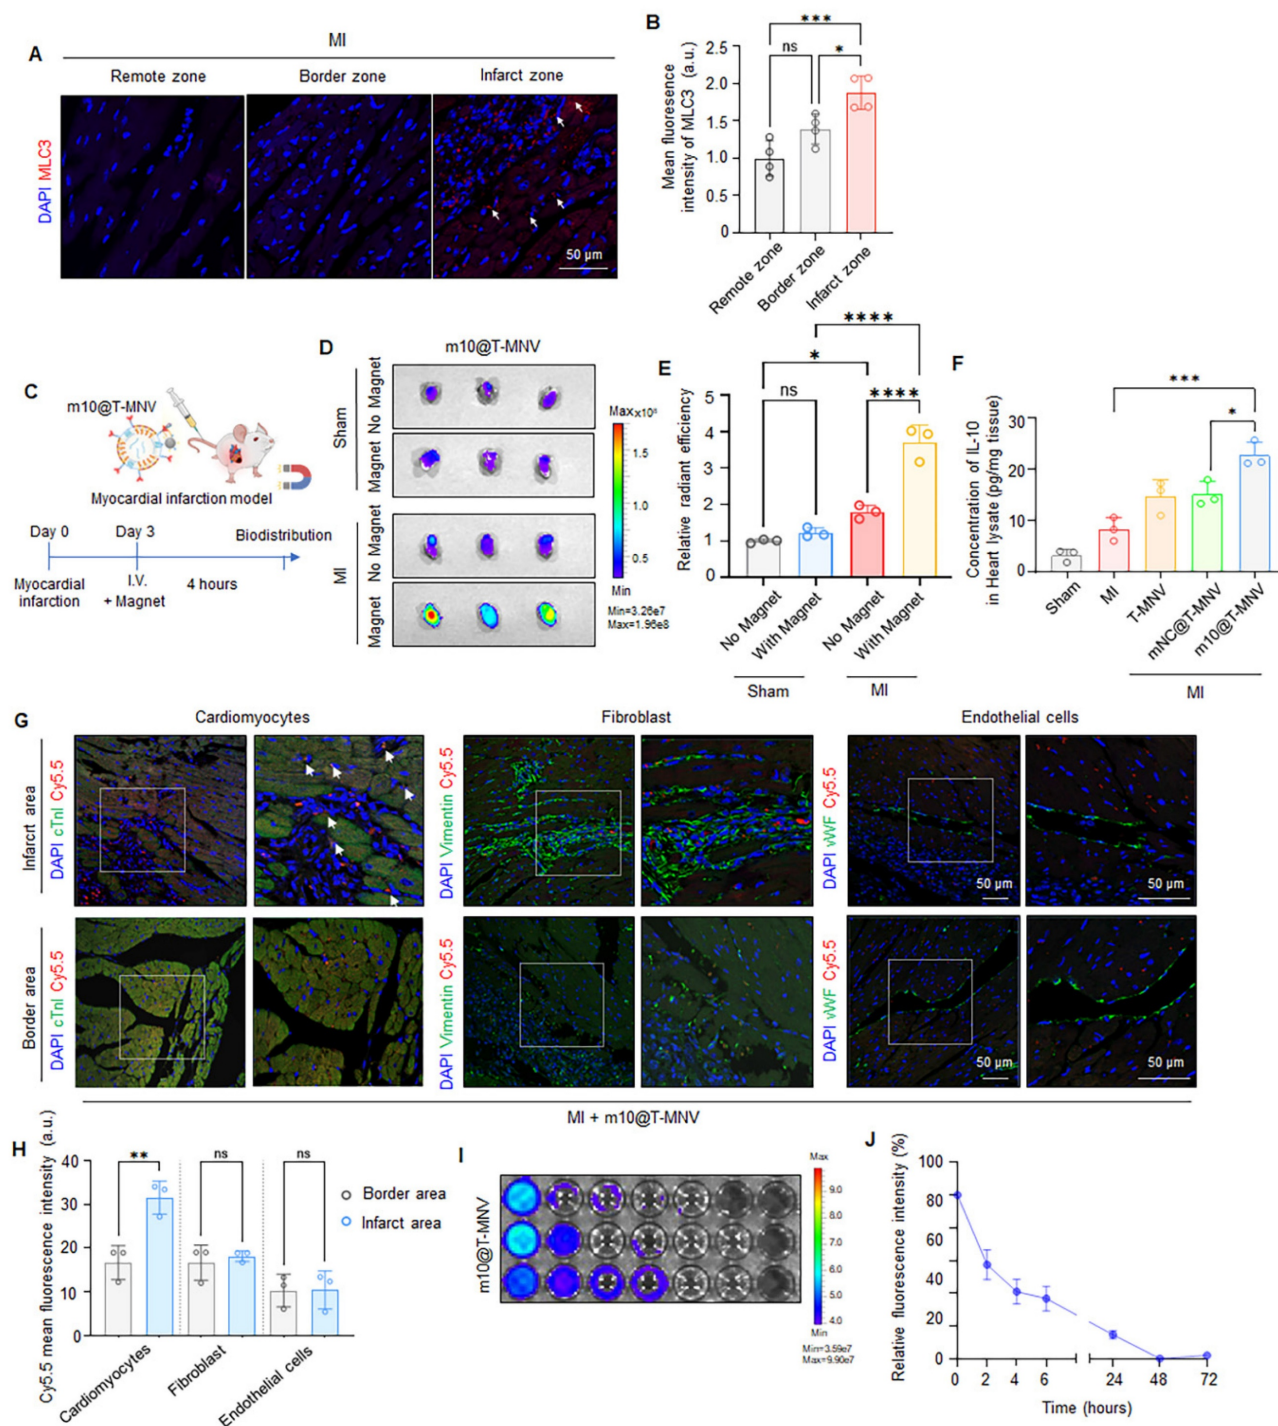 A
MI
Remote zone
Border zone
Infarct zone
DAPI MLC3
50 µm
B
Mean fluoresence
intensity of MLC3 (a.u.)
2.5
2.0
1.5
1.0
0.5
0.0
ns
*
***
Remote zone
Border zone
Infarct zone
C
m10@T-MNV
Myocardial infarction model
Day 0
Day 3
Biodistribution
Myocardial
infarction
I.V.
+ Magnet
4 hours
D
m10@T-MNV
Sham
No Magnet
Magnet
MI
No Magnet
Magnet
Max
1.5
1.0
0.5
Min
Min=3.26e7
Max=1.96e8
E
Relative radiant efficiency
5
4
3
2
1
0
ns
*
****
****
No Magnet
With Magnet
No Magnet
With Magnet
Sham
MI
F
Concentration of IL-10
in Heart lysate (pg/mg tissue)
30
20
10
0
***
*
Sham
MI
T-MNV
mNC@T-MNV
m10@T-MNV
MI
G
Cardiomyocytes
Fibroblast
Endothelial cells
Infarct area
DAPI cTnI Cy5.5
DAPI Vimentin Cy5.5
DAPI vWF Cy5.5
50 µm
50 µm
Border area
DAPI cTnI Cy5.5
DAPI Vimentin Cy5.5
DAPI vWF Cy5.5
50 µm
50 µm
MI + m10@T-MNV
H
Cy5.5 mean fluorescence intensity (a.u.)
40
30
20
10
0
**
ns
ns
Border area
Infarct area
Cardiomyocytes
Fibroblast
Endothelial cells
I
m10@T-MNV
Max
9.0
8.0
7.0
6.0
5.0
4.0
Min
Min=3.59e7
Max=9.90e7
J
Relative fluorescence intensity (%)
100
80
60
40
20
0
0
2
4
6
24
48
72
Time (hours)